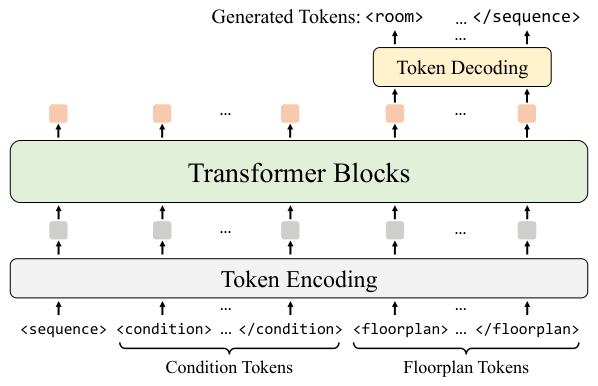 Generated Tokens: <room> ... </sequence>
...
Token Decoding
... ...
Transformer Blocks
... ...
Token Encoding
... ...
<sequence> <condition> ... </condition> <floorplan> ... </floorplan>
Condition Tokens Floorplan Tokens